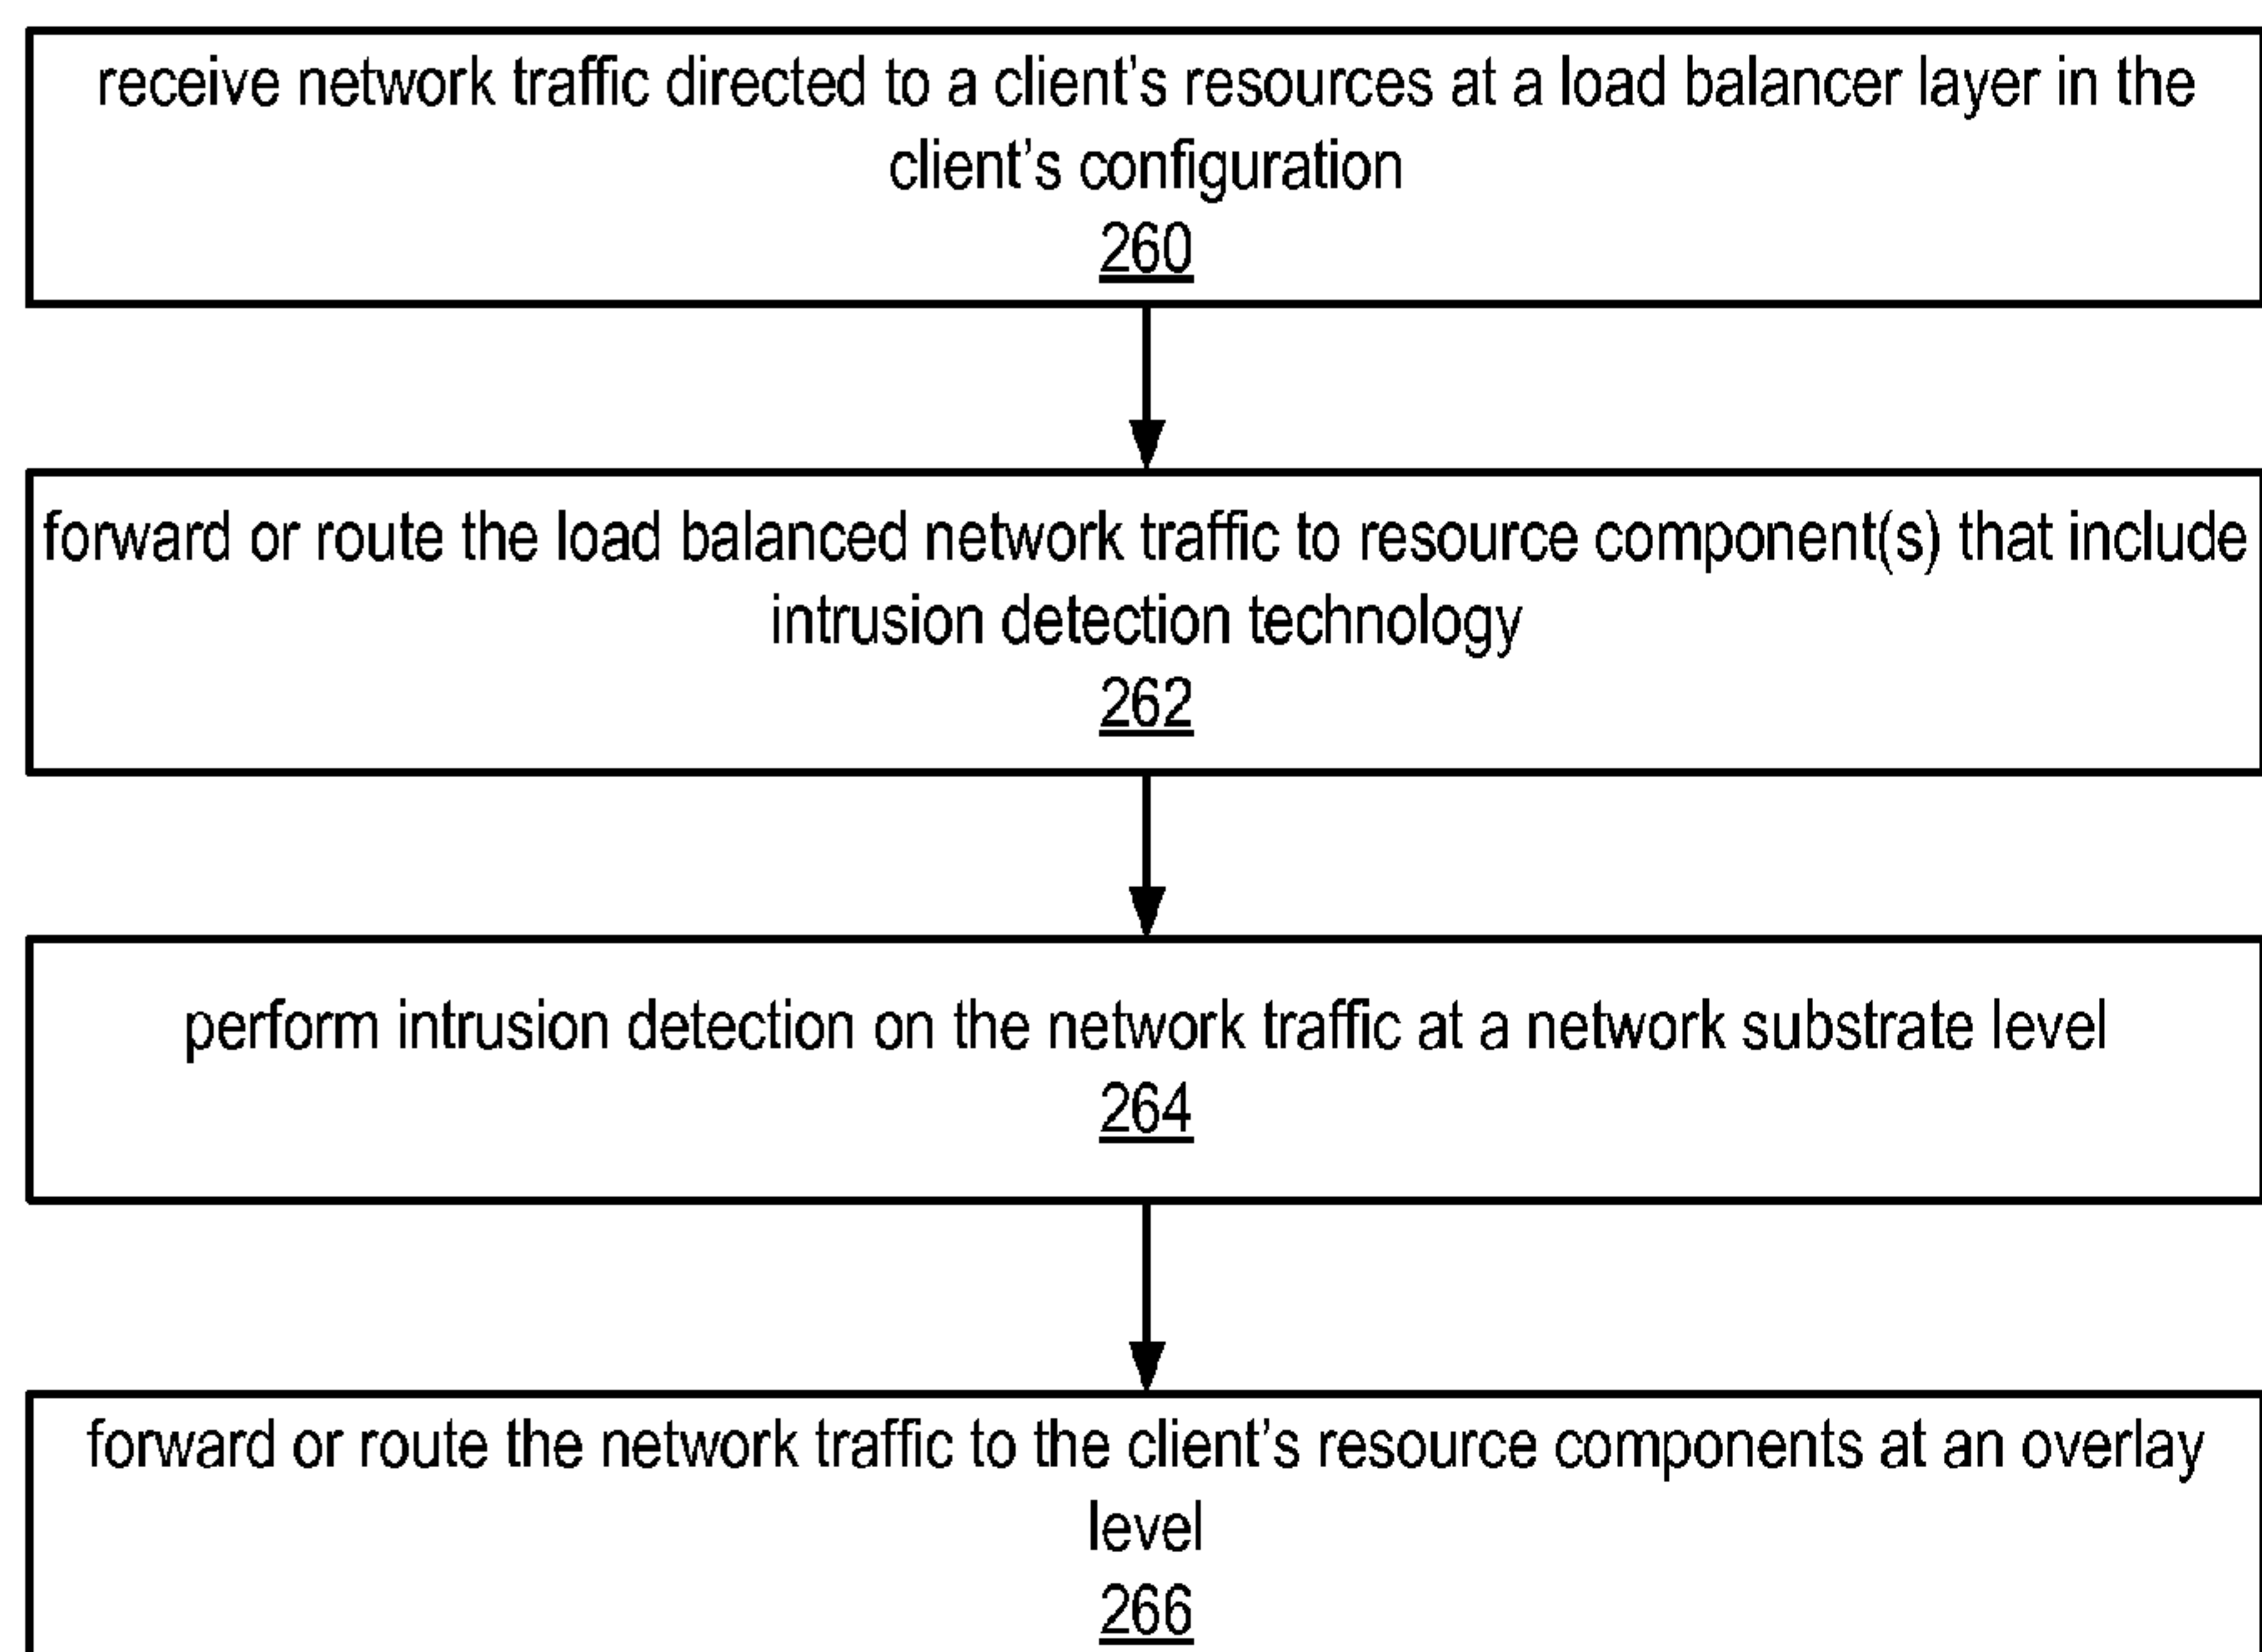 receive network traffic directed to a client's resources at a load balancer layer in the
client's configuration
260
forward or route the load balanced network traffic to resource component(s) that include
intrusion detection technology
262
perform intrusion detection on the network traffic at a network substrate level
264
forward or route the network traffic to the client's resource components at an overlay
level
266